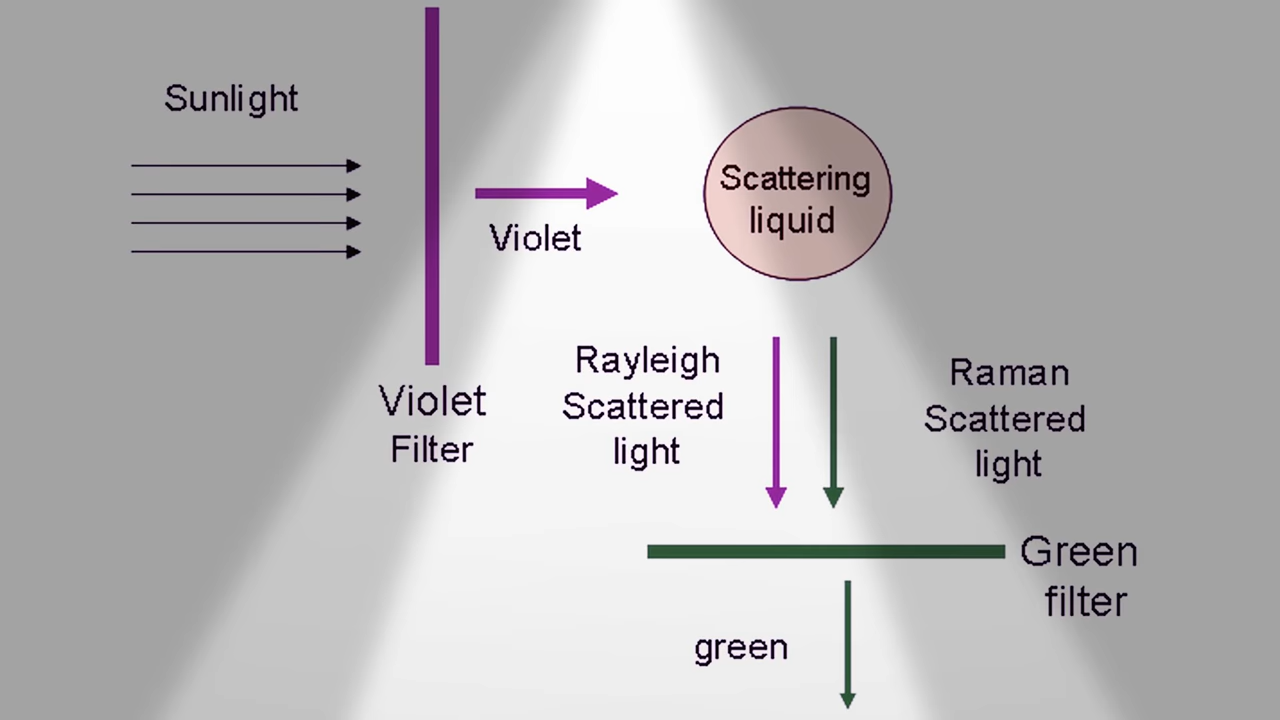 Sunlight
Violet
Violet
Filter
Scattering
liquid
Rayleigh
Scattered
light
Raman
Scattered
light
Green
filter
green